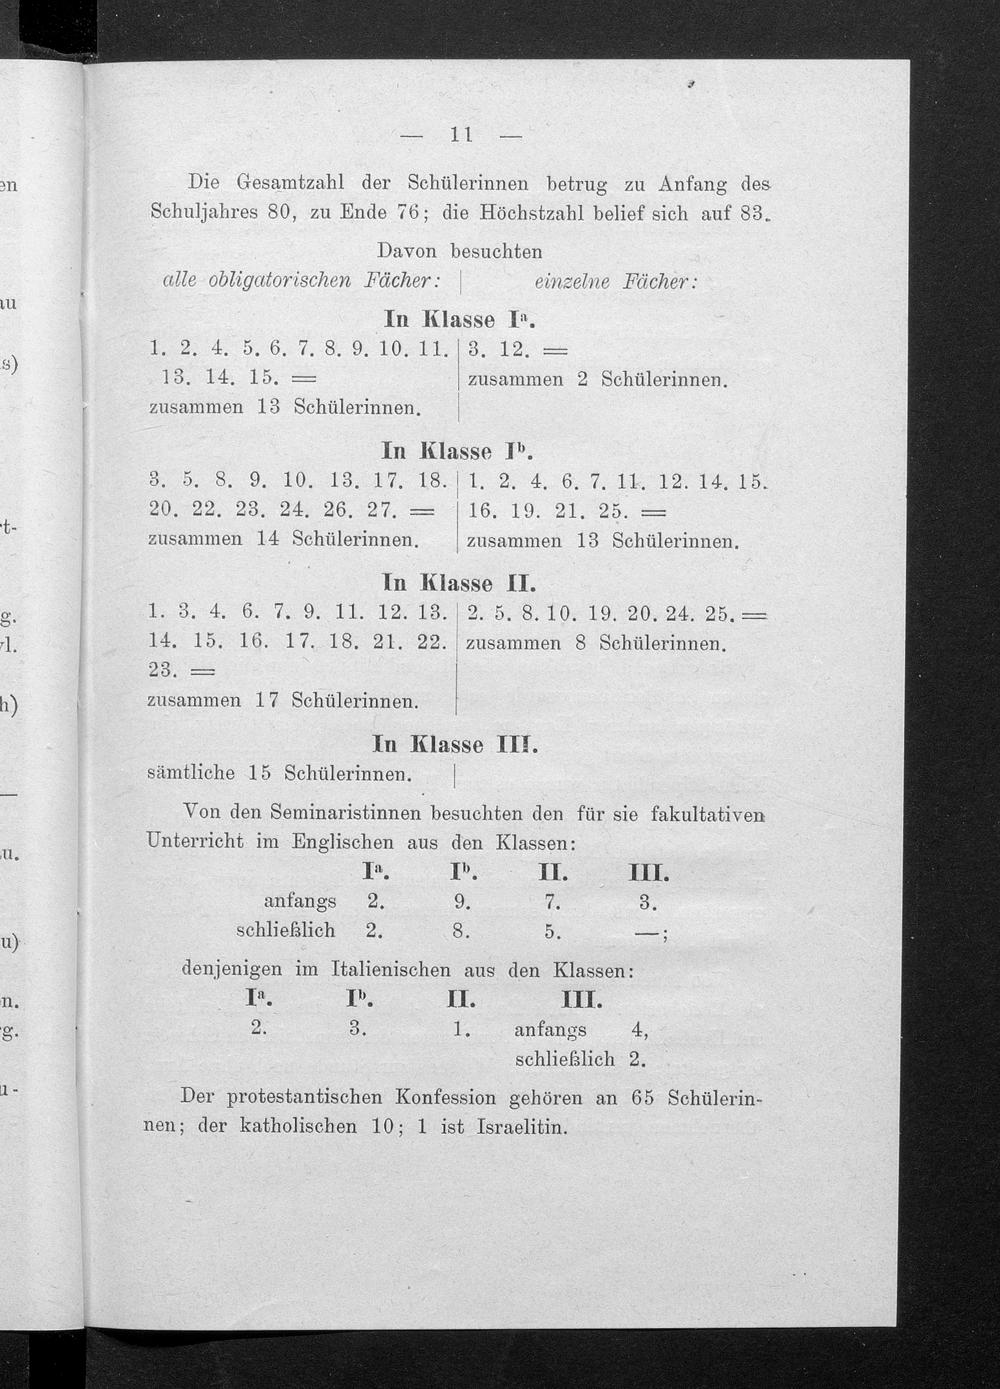 — 11 —
Die Gesamtzahl der Schülerinnen betrug zu Anfang des
Schuljahres 80, zu Ende 76; die Höchstzahl belief sich auf 83.
Davon besuchten
alle obligatorischen Fächer: | einzelne Fächer:
In Klasse Iª.
1. 2. 4. 5. 6. 7. 8. 9. 10. 11. | 3. 12. =
13. 14. 15. = | zusammen 2 Schülerinnen.
zusammen 13 Schülerinnen. |
In Klasse Iᵇ.
3. 5. 8. 9. 10. 13. 17. 18. | 1. 2. 4. 6. 7. 11. 12. 14. 15.
20. 22. 23. 24. 26. 27. = | 16. 19. 21. 25. =
zusammen 14 Schülerinnen. | zusammen 13 Schülerinnen.
In Klasse II.
1. 3. 4. 6. 7. 9. 11. 12. 13. | 2. 5. 8. 10. 19. 20. 24. 25. =
14. 15. 16. 17. 18. 21. 22. | zusammen 8 Schülerinnen.
23. =
zusammen 17 Schülerinnen.
In Klasse III.
sämtliche 15 Schülerinnen. |
Von den Seminaristinnen besuchten den für sie fakultativen
Unterricht im Englischen aus den Klassen:
Iª. Iᵇ. II. III.
anfangs 2. 9. 7. 3.
schließlich 2. 8. 5. —;
denjenigen im Italienischen aus den Klassen:
Iª. Iᵇ. II. III.
2. 3. 1. anfangs 4,
schließlich 2.
Der protestantischen Konfession gehören an 65 Schülerin-
nen; der katholischen 10; 1 ist Israelitin.